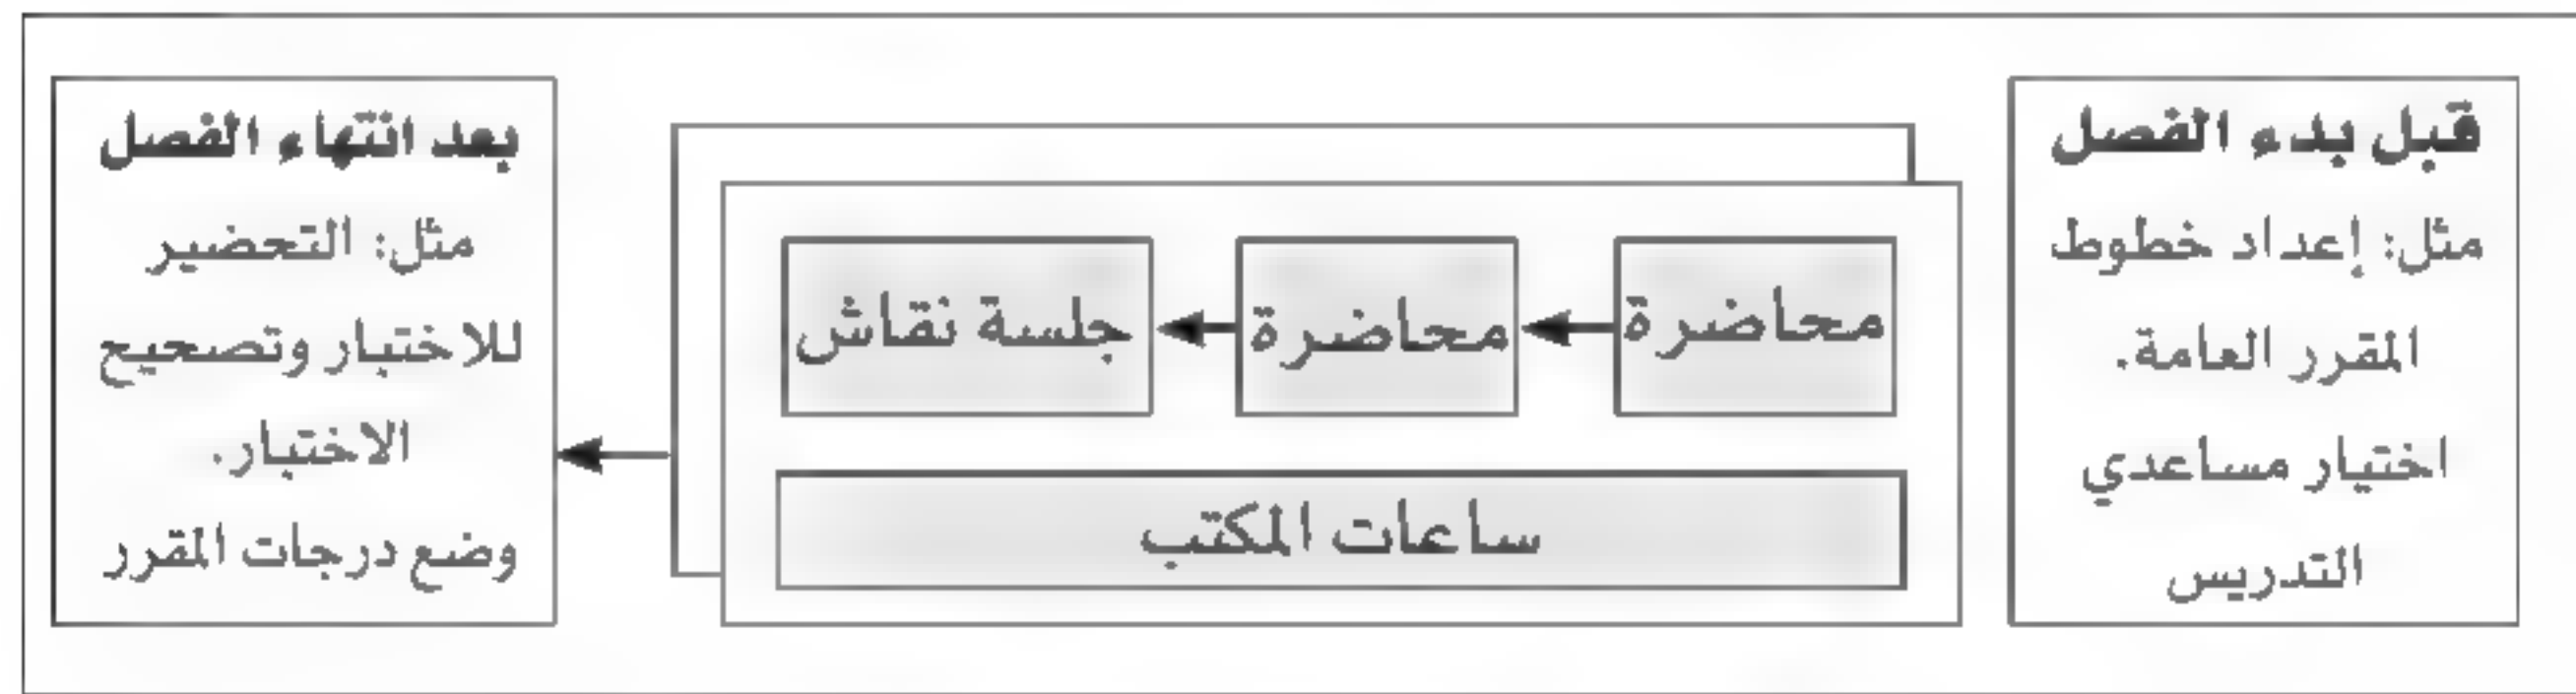 قبل بدء الفصل
مثل: إعداد خطوط
المقرر العامة.
اختيار مساعدي
التدريس
محاضرة
محاضرة
جلسة نقاش
ساعات المكتب
بعد انتهاء الفصل
مثل: التحضير
للاختبار وتصحيح
الاختبار.
وضع درجات المقرر